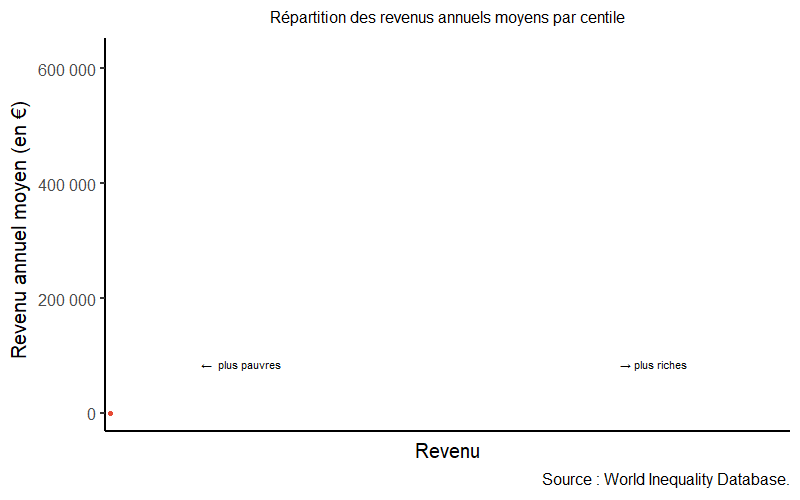 Répartition des revenus annuels moyens par centile
Revenu annuel moyen (en €)
600 000
400 000
200 000
0
← plus pauvres
→ plus riches
Revenu
Source : World Inequality Database.